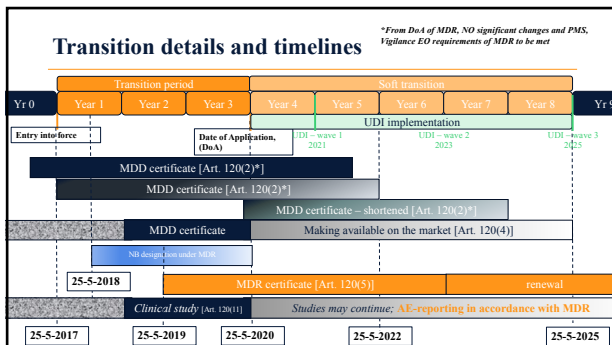 Transition details and timelines
*From DoA of MDR, NO significant changes and PMS,
Vigilance EO requirements of MDR to be met
Transition period
Soft transition
Yr 0
Year 1
Year 2
Year 3
Year 4
Year 5
Year 6
Year 7
Year 8
Yr 9
UDI implementation
Entry into force
Date of Application,
(DoA)
UDI – wave 1
2021
UDI – wave 2
2023
UDI – wave 3
2025
MDD certificate [Art. 120(2)*]
MDD certificate [Art. 120(2)*]
MDD certificate – shortened [Art. 120(2)*]
MDD certificate
Making available on the market [Art. 120(4)]
NB designation under MDR
25-5-2018
MDR certificate [Art. 120(5)]
renewal
Clinical study [Art. 120(11]
Studies may continue; AE-reporting in accordance with MDR
25-5-2017
25-5-2019
25-5-2020
25-5-2022
25-5-2025